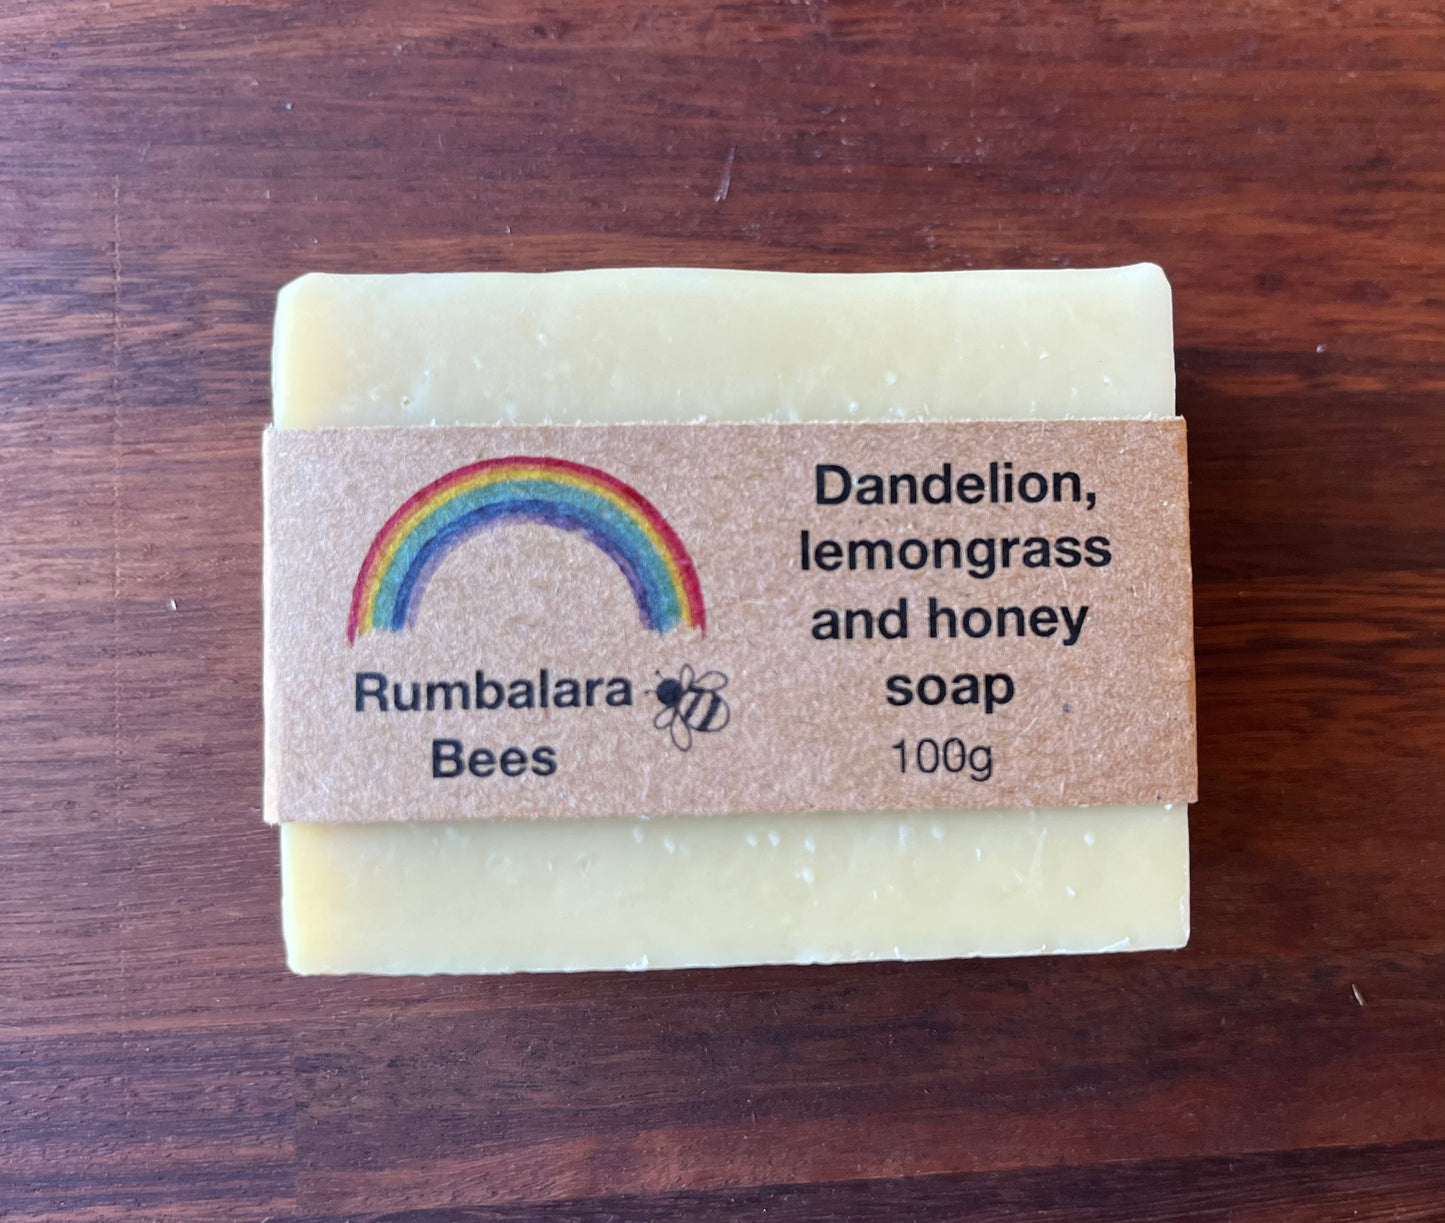 Rumbalara
Bees
Dandelion,
lemongrass
and honey
soap
100g